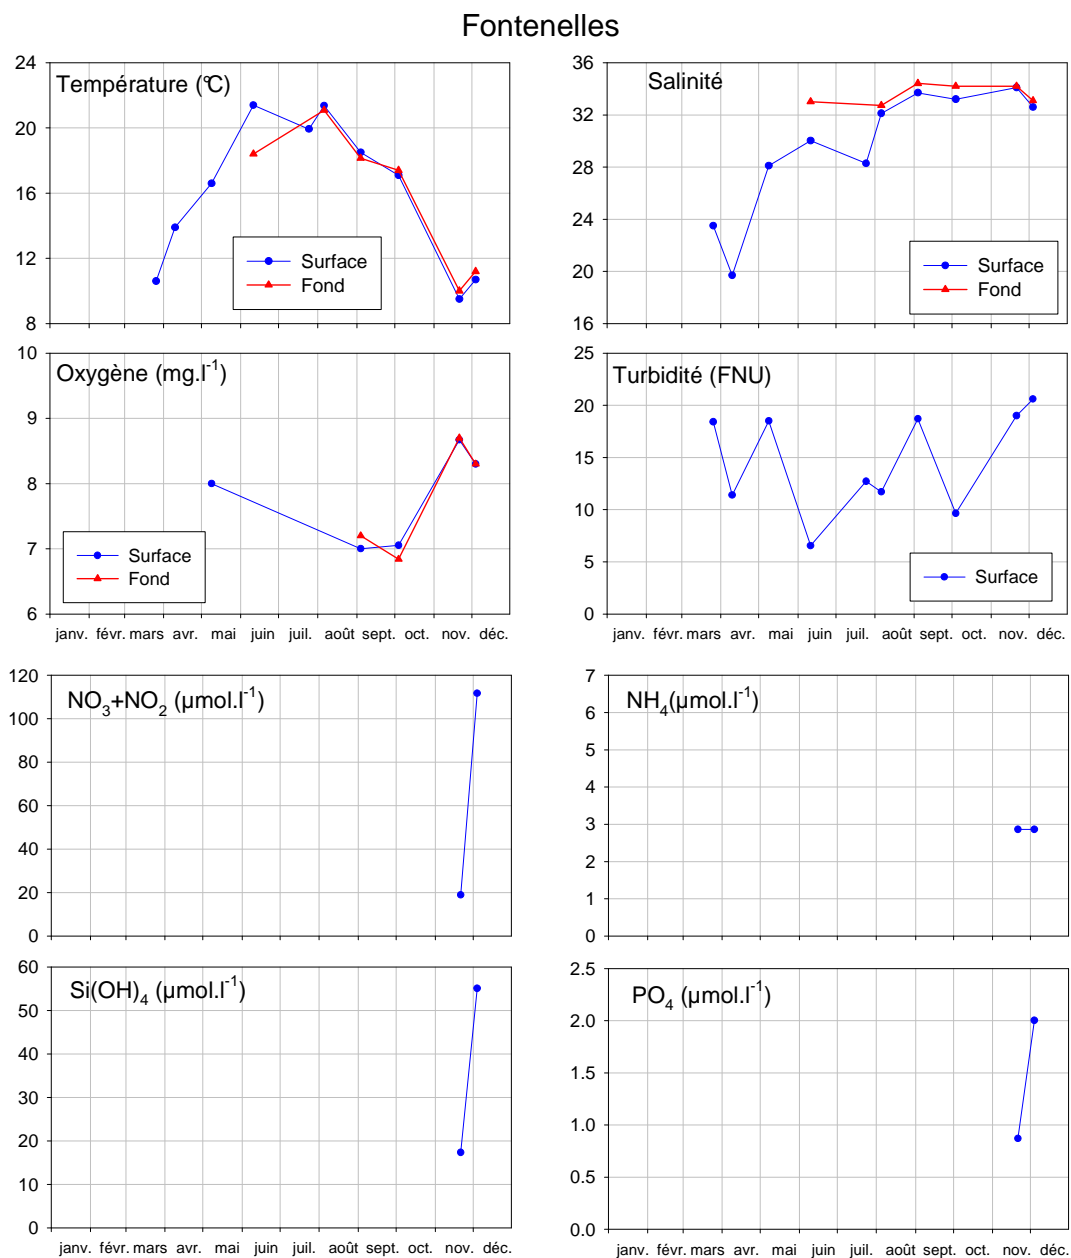 Fontenelles
Température (°C)
24
20
16
12
8
Surface
Fond
Salinité
36
32
28
24
20
16
Surface
Fond
Oxygène (mg.l-1)
10
9
8
7
6
Surface
Fond
janv. févr. mars avr. mai juin juil. août sept. oct. nov. déc.
Turbidité (FNU)
25
20
15
10
5
0
Surface
janv. févr. mars avr. mai juin juil. août sept. oct. nov. déc.
NO3+NO2 (µmol.l-1)
120
100
80
60
40
20
0
NH4(µmol.l-1)
7
6
5
4
3
2
1
0
Si(OH)4 (µmol.l-1)
60
50
40
30
20
10
0
janv. févr. mars avr. mai juin juil. août sept. oct. nov. déc.
PO4 (µmol.l-1)
2.5
2.0
1.5
1.0
0.5
0.0
janv. févr. mars avr. mai juin juil. août sept. oct. nov. déc.